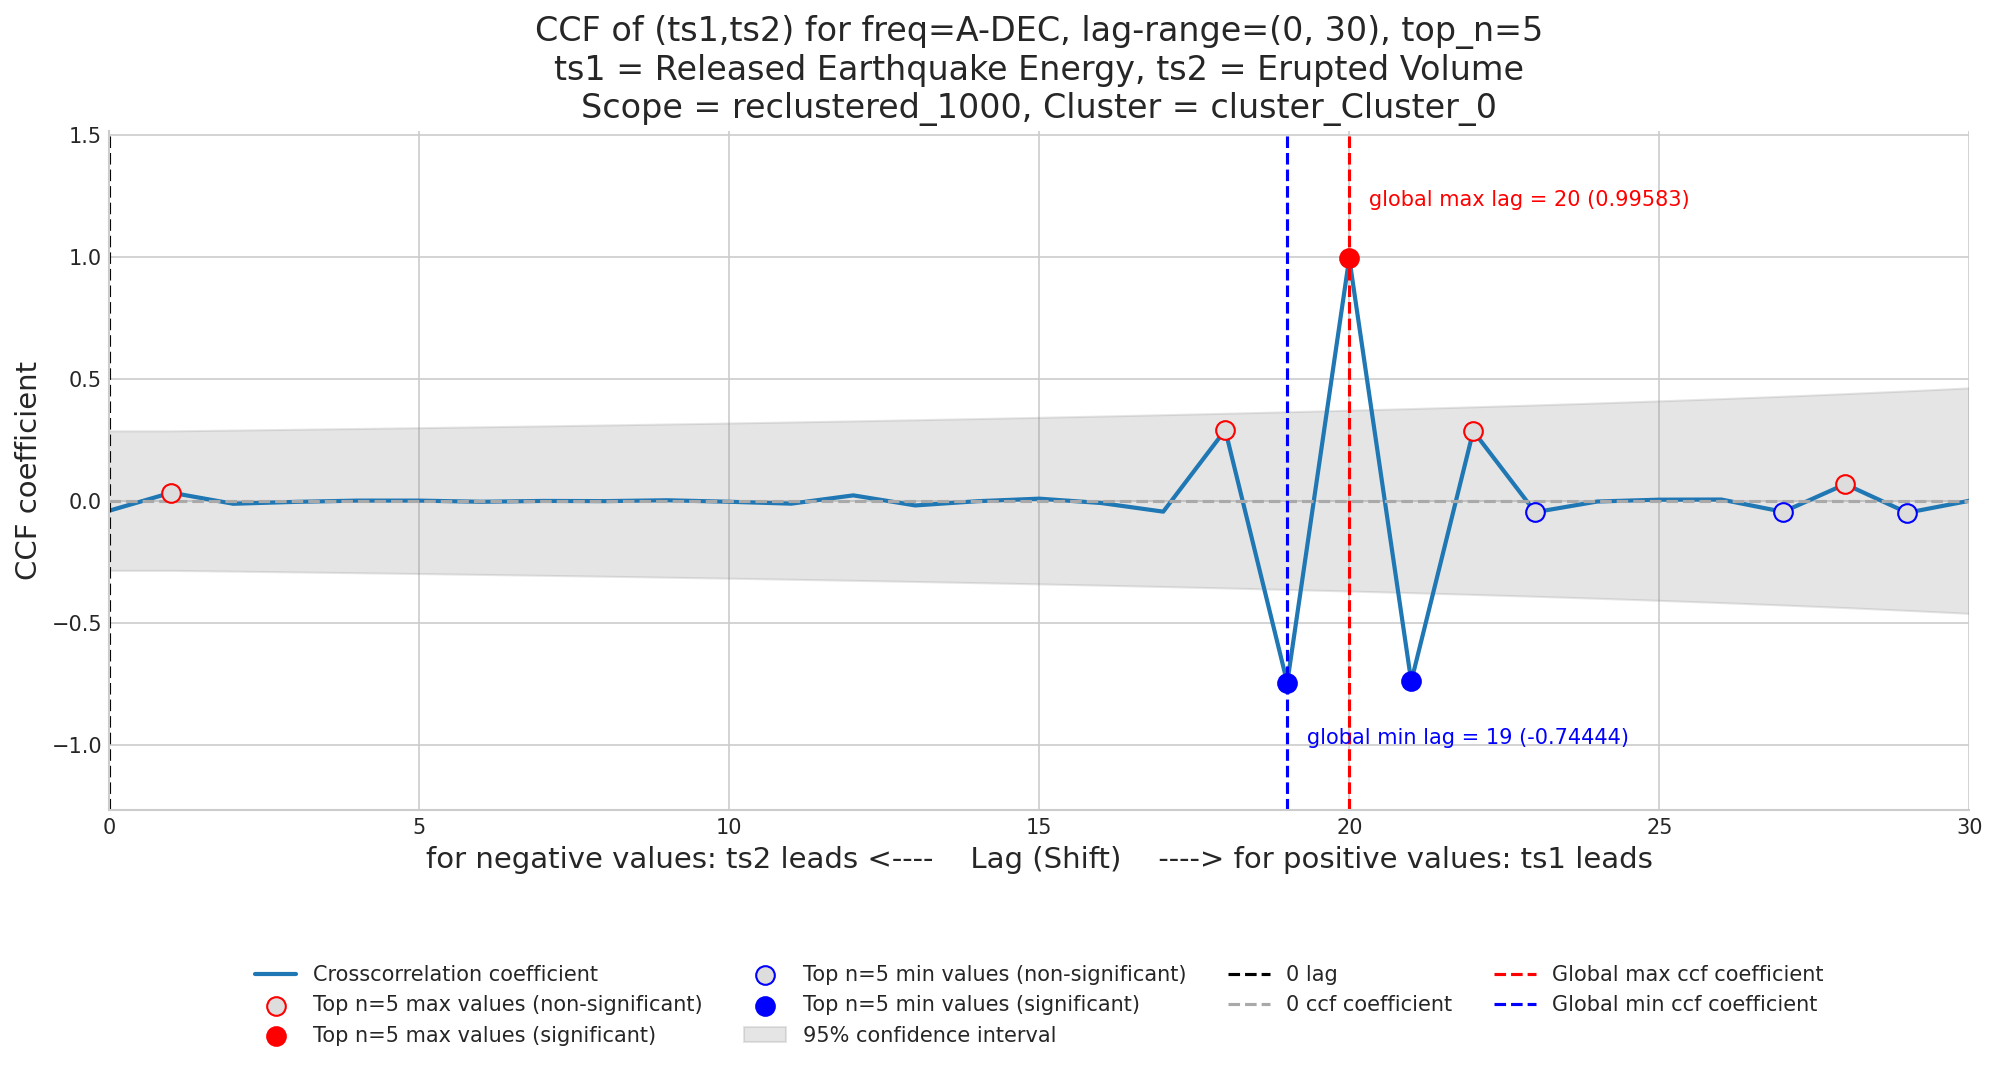 CCF of (ts1,ts2) for freq=A-DEC, lag-range=(0, 30), top_n=5
ts1 = Released Earthquake Energy, ts2 = Erupted Volume
Scope = reclustered_1000, Cluster = cluster_Cluster_0
1.5
1.0
0.5
0.0
−0.5
−1.0
CCF coefficient
global max lag = 20 (0.99583)
global min lag = 19 (-0.74444)
0 5 10 15 20 25 30
for negative values: ts2 leads <---- Lag (Shift) ----> for positive values: ts1 leads
Crosscorrelation coefficient
Top n=5 max values (non-significant)
Top n=5 max values (significant)
Top n=5 min values (non-significant)
Top n=5 min values (significant)
95% confidence interval
0 lag
0 ccf coefficient
Global max ccf coefficient
Global min ccf coefficient